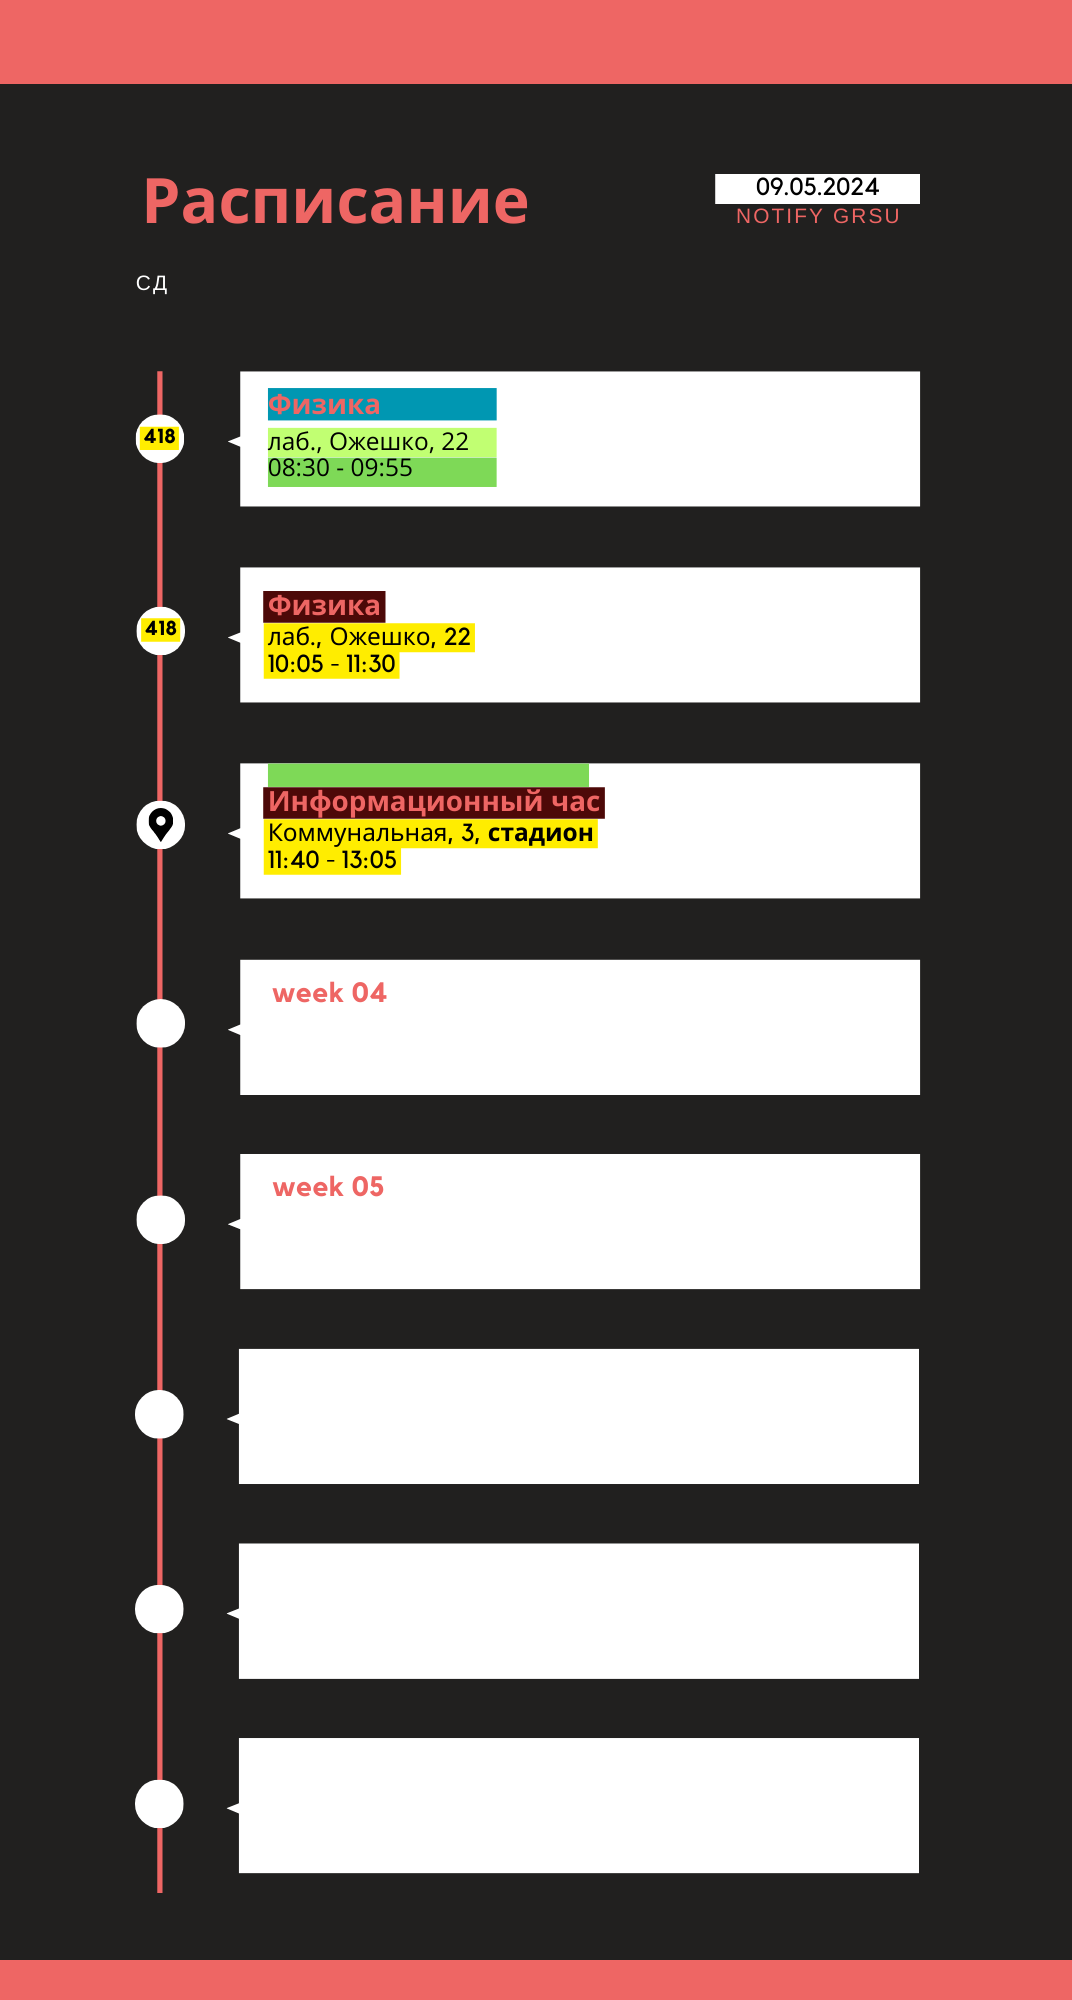 Расписание
09.05.2024
NOTIFY GRSU
СД
418
Физика
лаб., Ожешко, 22
08:30 - 09:55
418
Физика
лаб., Ожешко, 22
10:05 - 11:30
Информационный час
Коммунальная, 3, стадион
11:40 - 13:05
week 04
week 05